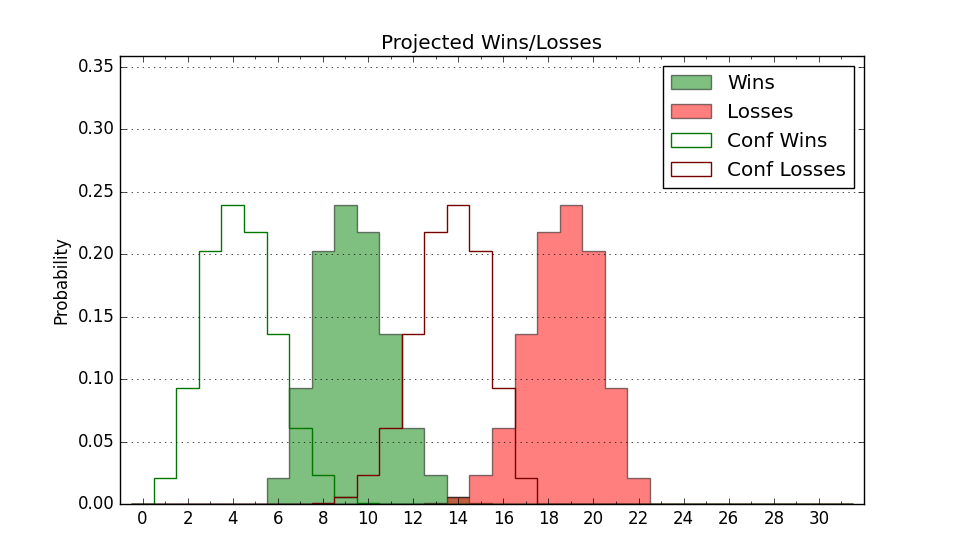 Projected Wins/Losses
0.35
0.30
0.25
0.20
0.15
0.10
0.05
0.00
Probability
Wins
Losses
Conf Wins
Conf Losses
0 2 4 6 8 10 12 14 16 18 20 22 24 26 28 30